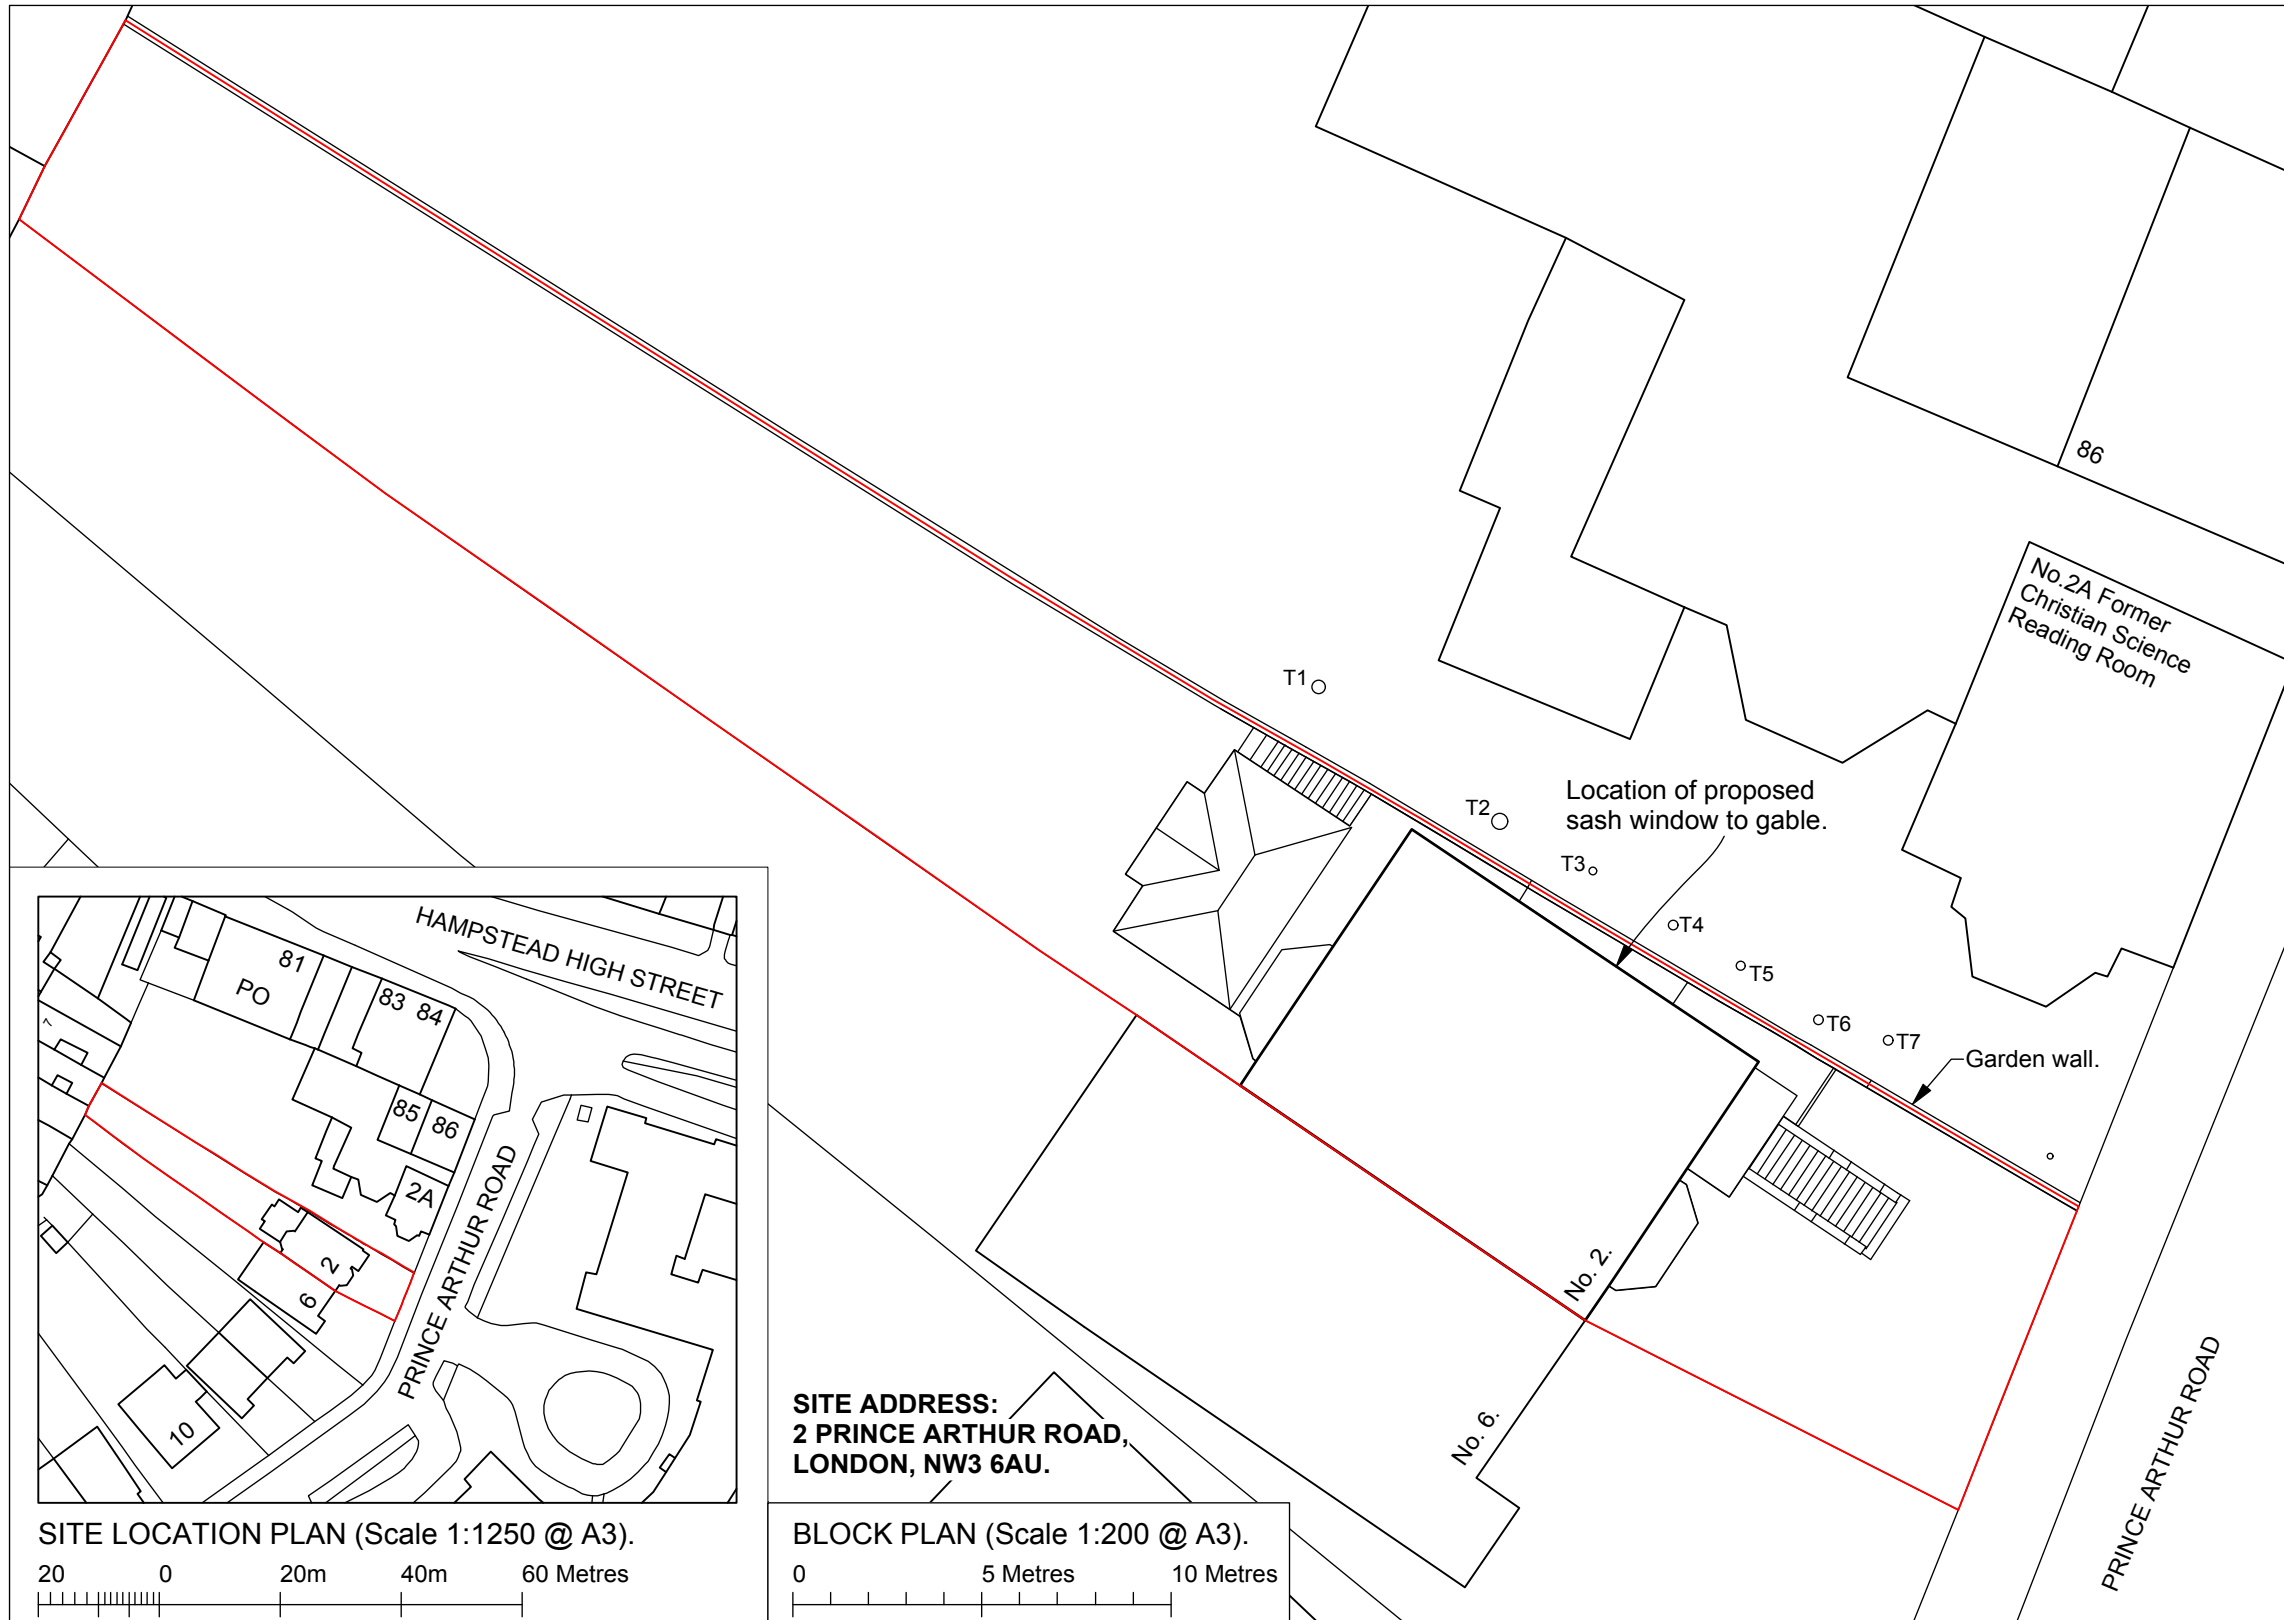 86
No.2A Former
Christian Science
Reading Room
T1
T2
T3
T4
T5
T6
T7
Location of proposed
sash window to gable.
Garden wall.
No. 2.
No. 6.
PRINCE ARTHUR ROAD
HAMPSTEAD HIGH STREET
81
PO
83
84
85
86
2A
7
2
6
10
PRINCE ARTHUR ROAD
SITE ADDRESS:
2 PRINCE ARTHUR ROAD,
LONDON, NW3 6AU.
SITE LOCATION PLAN (Scale 1:1250 @ A3).
20 0 20m 40m 60 Metres
BLOCK PLAN (Scale 1:200 @ A3).
0 5 Metres 10 Metres